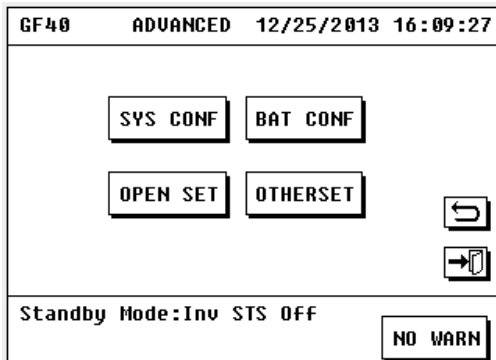 GF40 ADVANCED 12/25/2013 16:09:27
SYS CONF BAT CONF
OPEN SET OTHERSET
Standby Mode:Inv STS Off
NO WARN